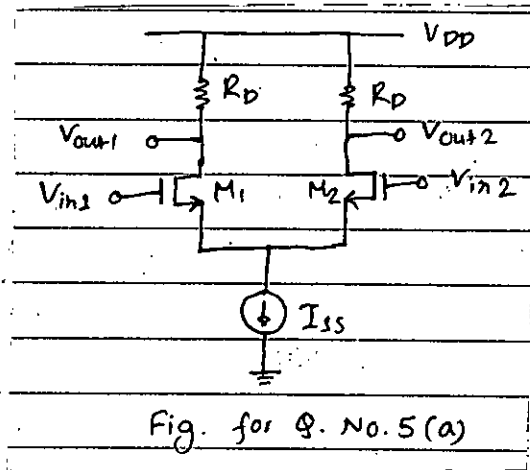 VDD
RD RD
Vout1 Vout2
Vin1 M1 M2 Vin2
Iss
Fig. for Q. No. 5(a)